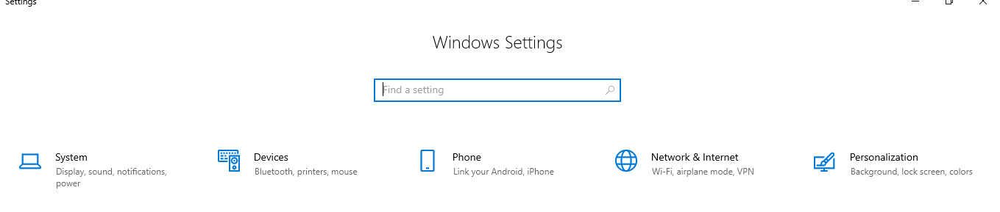 Settings
Windows Settings
Find a setting
System
Display, sound, notifications,
power
Devices
Bluetooth, printers, mouse
Phone
Link your Android, iPhone
Network & Internet
Wi-Fi, airplane mode, VPN
Personalization
Background, lock screen, colors